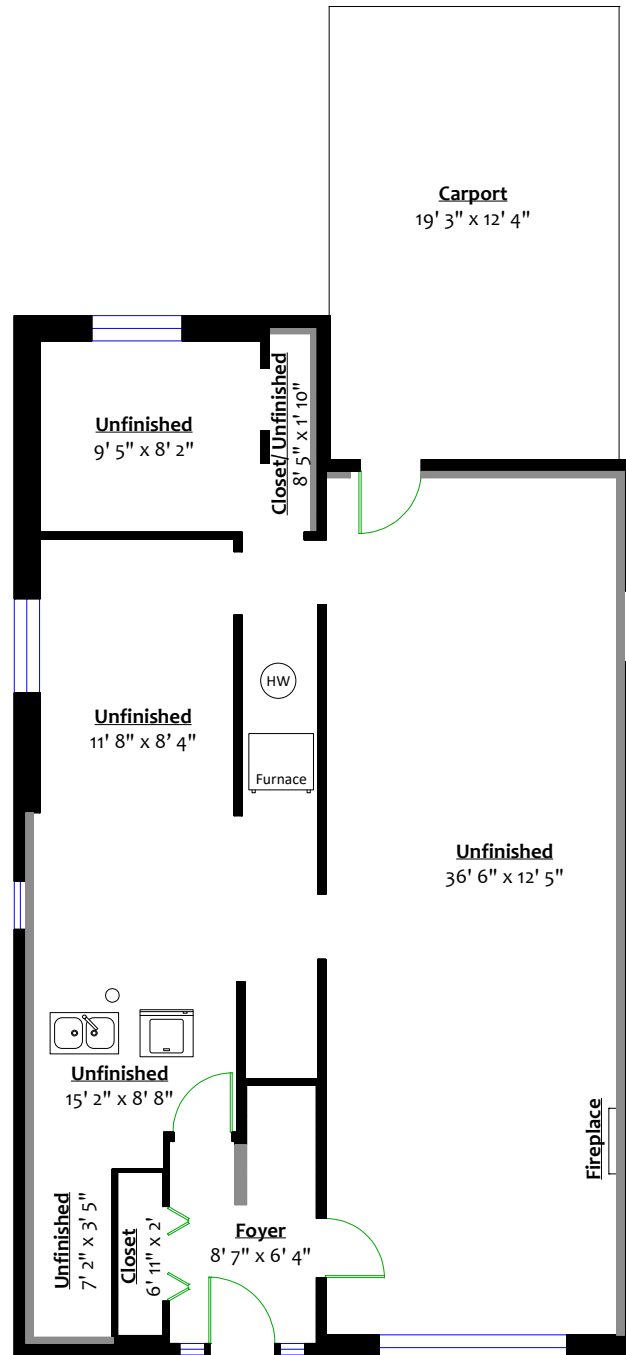 Carport
19' 3" x 12' 4"
Unfinished
9' 5" x 8' 2"
Closet/ Unfinished
8' 5" x 1' 10"
HW
Unfinished
11' 8" x 8' 4"
Furnace
Unfinished
36' 6" x 12' 5"
Unfinished
15' 2" x 8' 8"
Fireplace
Unfinished
7' 2" x 3' 5"
Closet
6' 11" x 2'
Foyer
8' 7" x 6' 4"